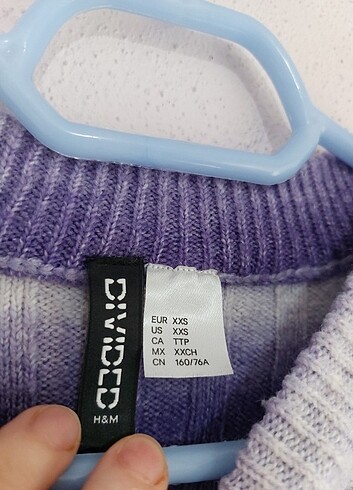 DIVIDED
H&M
EUR XXS
US XXS
CA TTP
MX XXCH
CN 160/76A